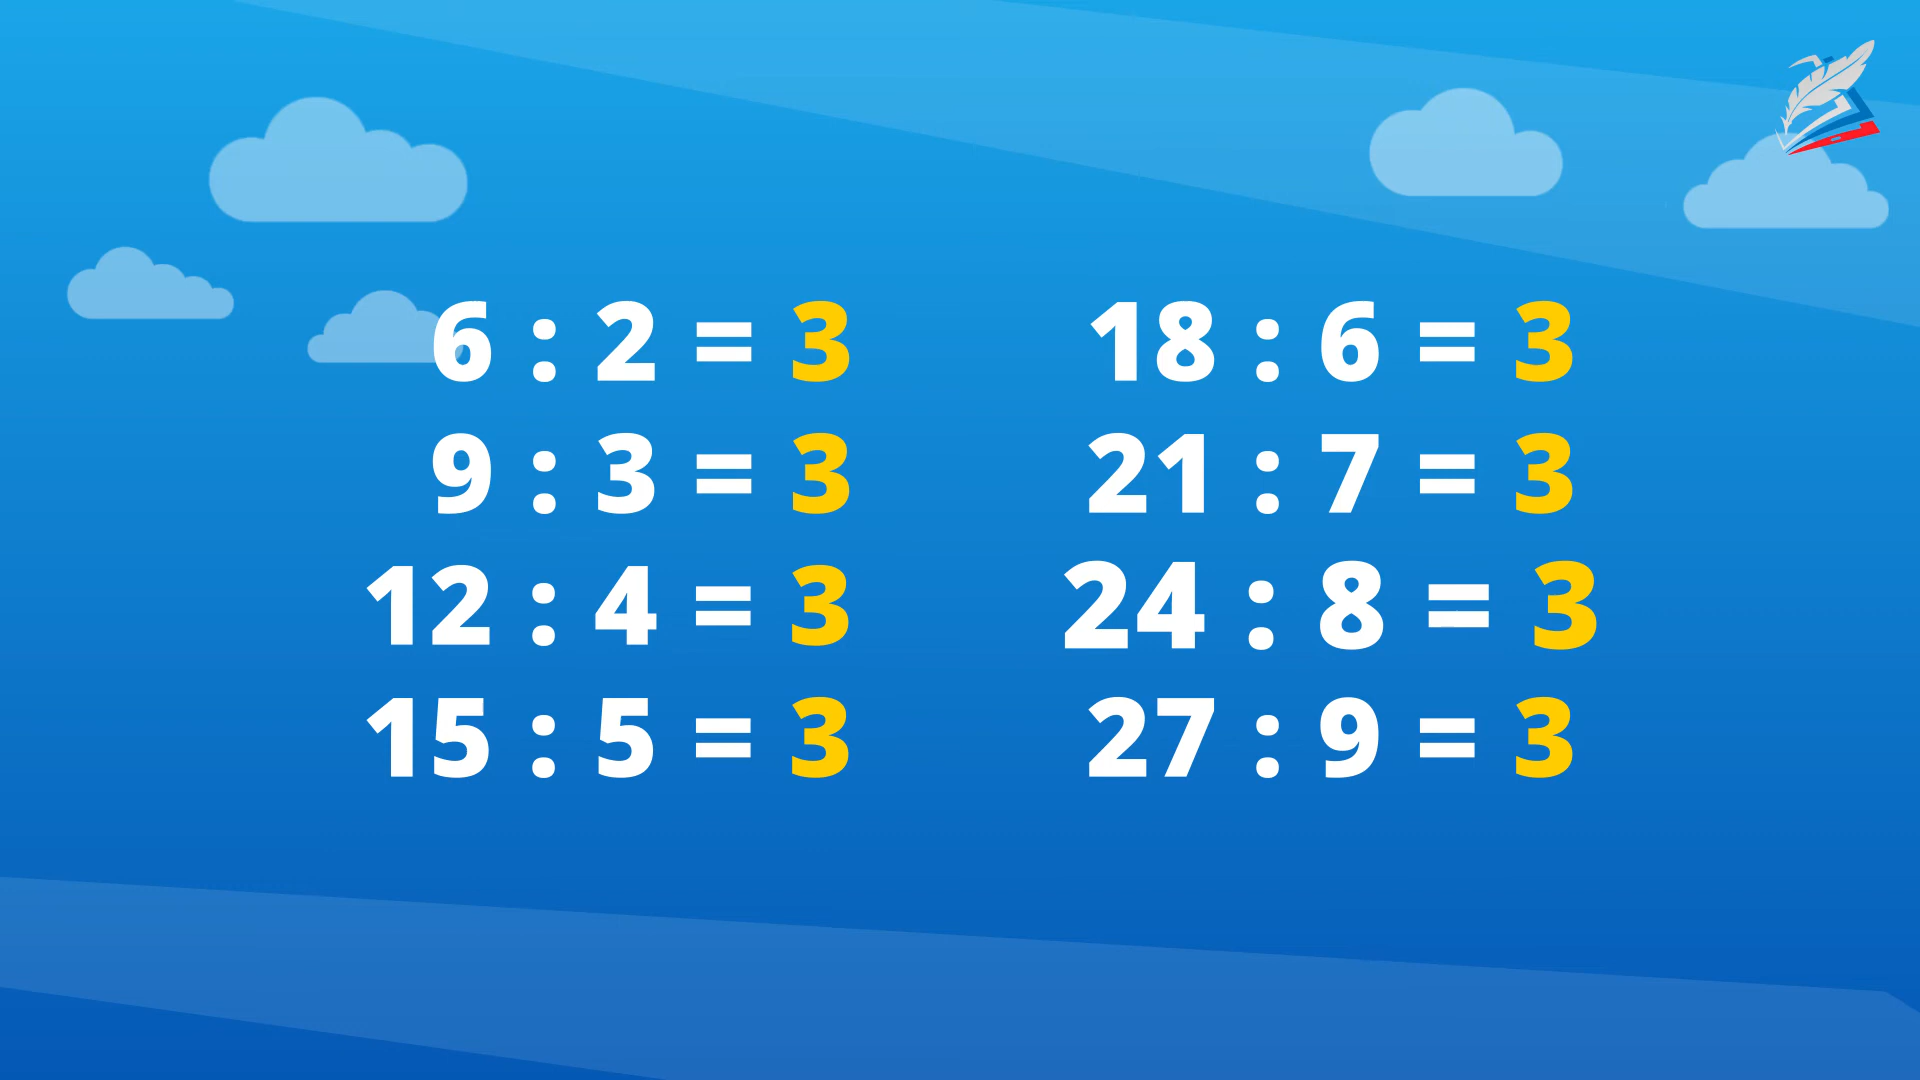 6 : 2 = 3
9 : 3 = 3
12 : 4 = 3
15 : 5 = 3
18 : 6 = 3
21 : 7 = 3
24 : 8 = 3
27 : 9 = 3